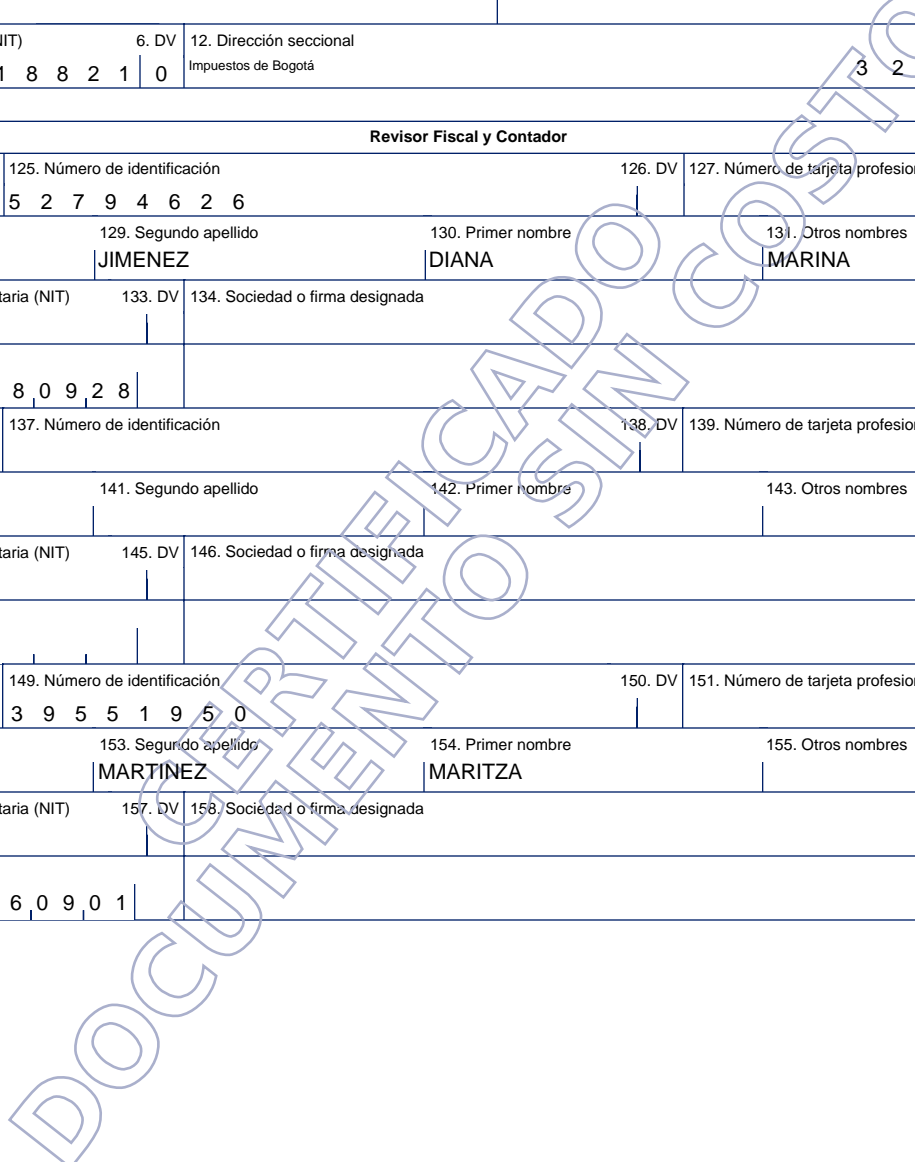 NIT) 6. DV 12. Dirección seccional
1 8 8 2 1 0 Impuestos de Bogotá 3 2
Revisor Fiscal y Contador
125. Número de identificación 126. DV 127. Número de tarjeta profesion
5 2 7 9 4 6 2 6
129. Segundo apellido 130. Primer nombre 131. Otros nombres
JIMENEZ DIANA MARINA
taria (NIT) 133. DV 134. Sociedad o firma designada
8 0 9 2 8
137. Número de identificación 138. DV 139. Número de tarjeta profesion
141. Segundo apellido 142. Primer nombre 143. Otros nombres
taria (NIT) 145. DV 146. Sociedad o firma designada
149. Número de identificación 150. DV 151. Número de tarjeta profesion
3 9 5 5 1 9 5 0
153. Segundo apellido 154. Primer nombre 155. Otros nombres
MARTINEZ MARITZA
taria (NIT) 157. DV 158. Sociedad o firma designada
6 0 9 0 1
CERTIFICADO
DOCUMENTO SIN COSTO